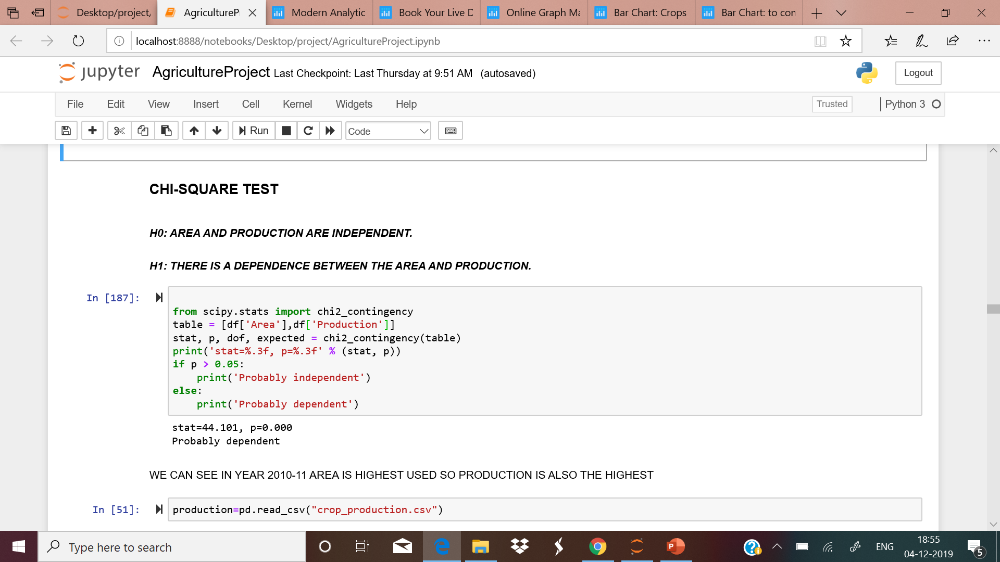 Desktop/project/
AgricultureP
Modern Analytic
Book Your Live D
Online Graph Ma
Bar Chart: Crops
Bar Chart: to con
localhost:8888/notebooks/Desktop/project/AgricultureProject.ipynb
jupyter AgricultureProject Last Checkpoint: Last Thursday at 9:51 AM (autosaved)
Logout
File Edit View Insert Cell Kernel Widgets Help
Trusted
Python 3
Run
Code
CHI-SQUARE TEST
H0: AREA AND PRODUCTION ARE INDEPENDENT.
H1: THERE IS A DEPENDENCE BETWEEN THE AREA AND PRODUCTION.
In [187]:
from scipy.stats import chi2_contingency
table = [df['Area'],df['Production']]
stat, p, dof, expected = chi2_contingency(table)
print('stat=%.3f, p=%.3f' % (stat, p))
if p > 0.05:
    print('Probably independent')
else:
    print('Probably dependent')
stat=44.101, p=0.000
Probably dependent
WE CAN SEE IN YEAR 2010-11 AREA IS HIGHEST USED SO PRODUCTION IS ALSO THE HIGHEST
In [51]:
production=pd.read_csv("crop_production.csv")
Type here to search
P
ENG
18:55
04-12-2019
5